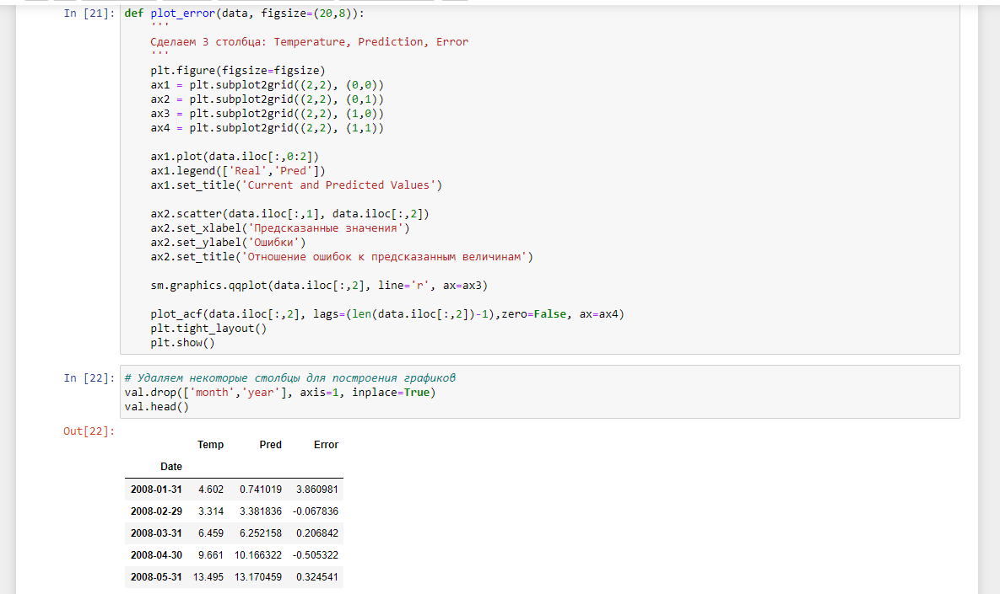 In [21]: def plot_error(data, figsize=(20,8)):
    '''
    Сделаем 3 столбца: Temperature, Prediction, Error
    '''
    plt.figure(figsize=figsize)
    ax1 = plt.subplot2grid((2,2), (0,0))
    ax2 = plt.subplot2grid((2,2), (0,1))
    ax3 = plt.subplot2grid((2,2), (1,0))
    ax4 = plt.subplot2grid((2,2), (1,1))
    ax1.plot(data.iloc[:,0:2])
    ax1.legend(['Real','Pred'])
    ax1.set_title('Current and Predicted Values')
    ax2.scatter(data.iloc[:,1], data.iloc[:,2])
    ax2.set_xlabel('Предсказанные значения')
    ax2.set_ylabel('Ошибки')
    ax2.set_title('Отношение ошибок к предсказанным величинам')
    sm.graphics.qqplot(data.iloc[:,2], line='r', ax=ax3)
    plot_acf(data.iloc[:,2], lags=(len(data.iloc[:,2])-1),zero=False, ax=ax4)
    plt.tight_layout()
    plt.show()
In [22]: # Удаляем некоторые столбцы для построения графиков
val.drop(['month','year'], axis=1, inplace=True)
val.head()
Out[22]:
Temp Pred Error
Date
2008-01-31 4.602 0.741019 3.860981
2008-02-29 3.314 3.381836 -0.067836
2008-03-31 6.459 6.252158 0.206842
2008-04-30 9.661 10.166322 -0.505322
2008-05-31 13.495 13.170459 0.324541